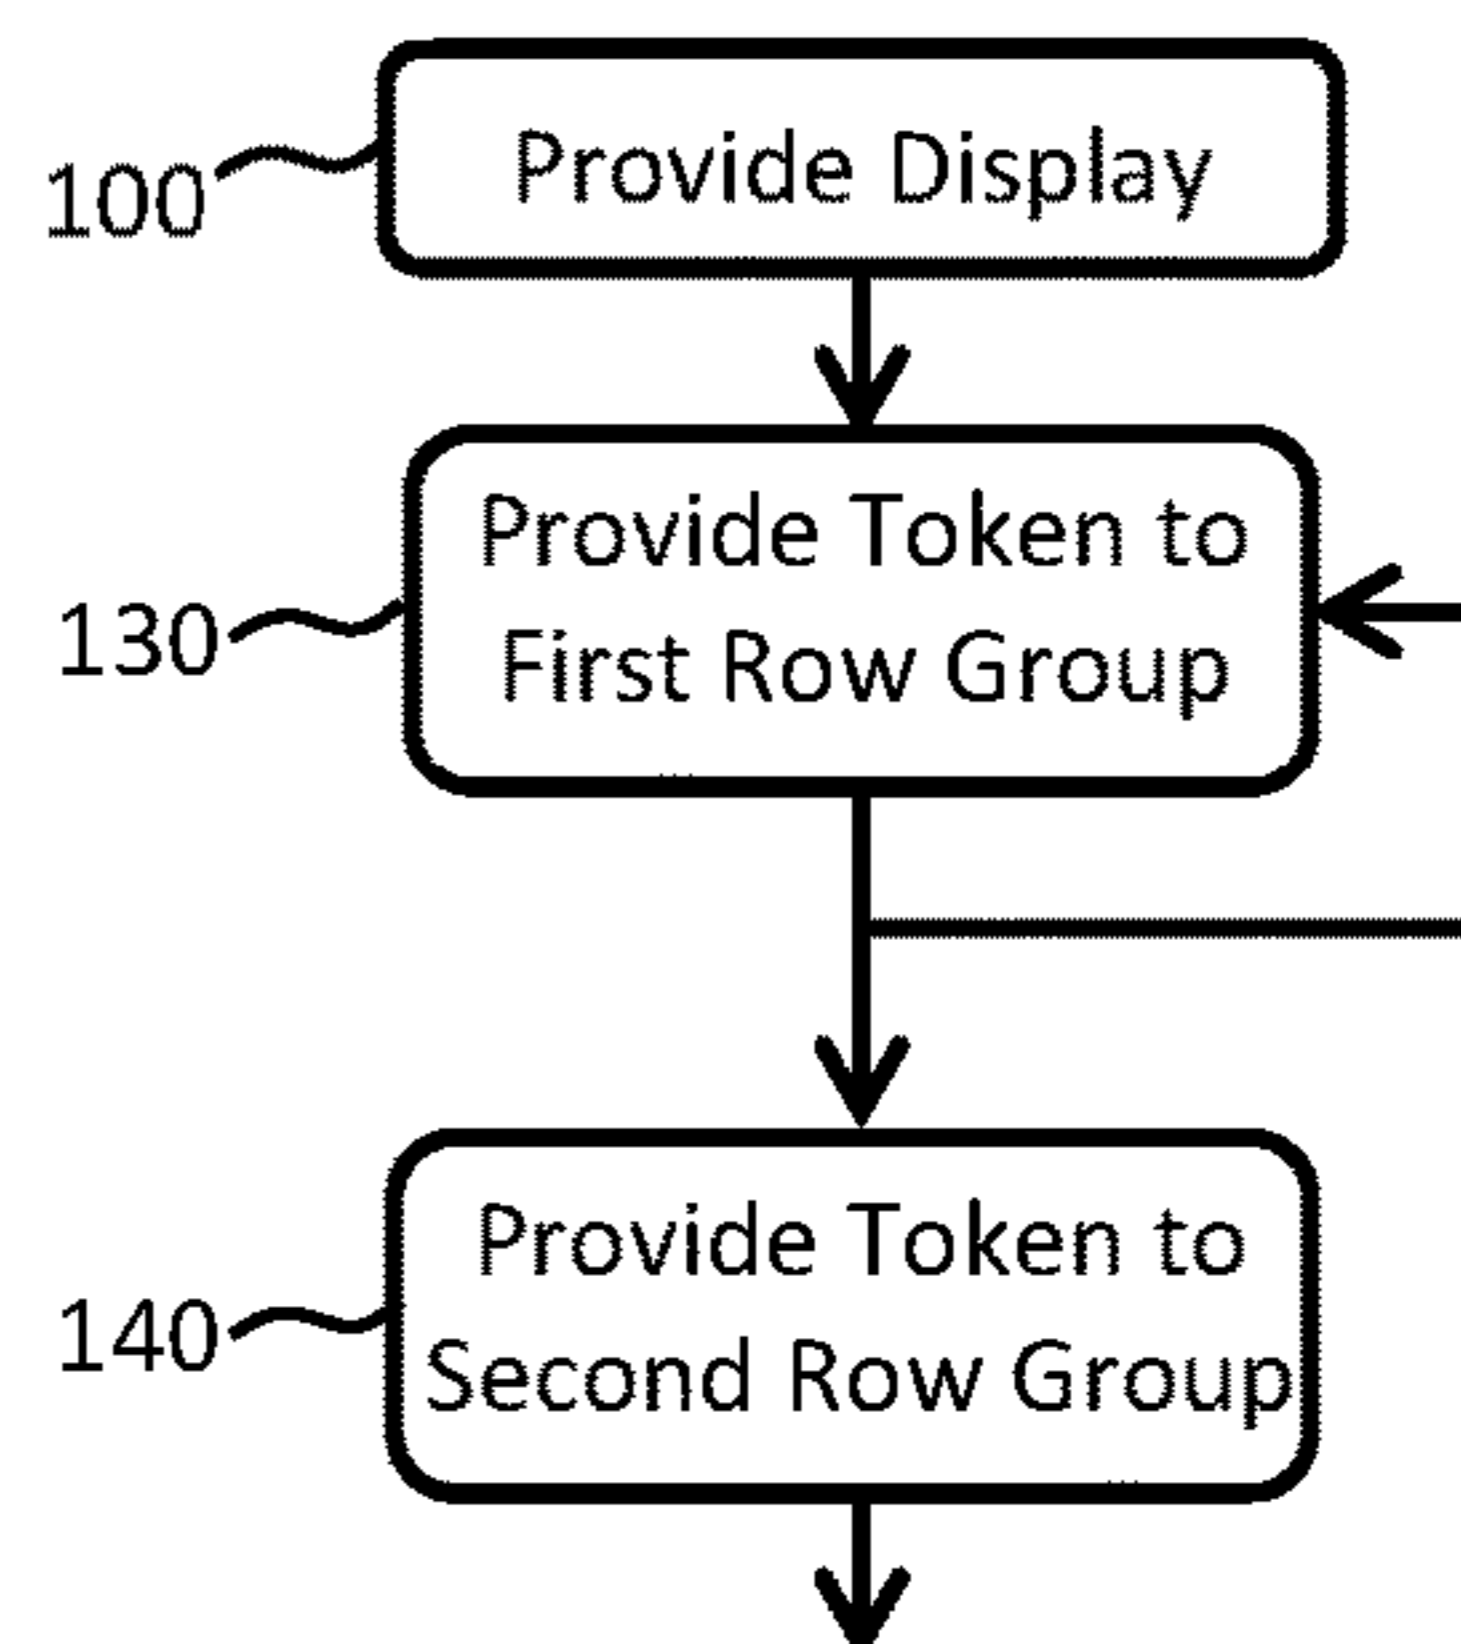 100
Provide Display
130
Provide Token to
First Row Group
140
Provide Token to
Second Row Group